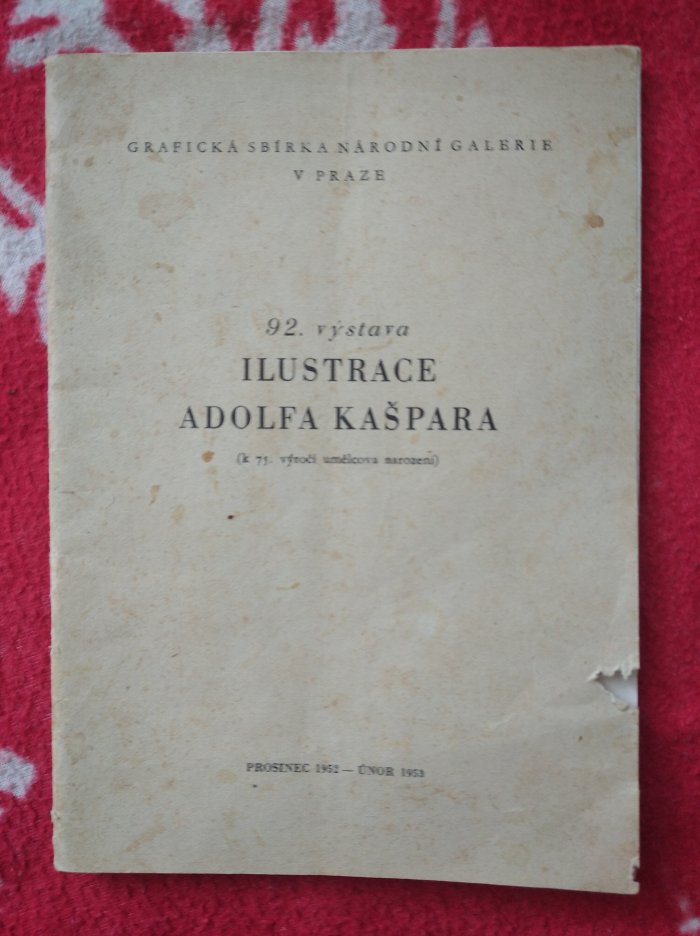 GRAFICKÁ SBÍRKA NÁRODNÍ GALERIE
V PRAZE
92. výstava
ILUSTRACE
ADOLFA KAŠPARA
(k 75. výročí umělcova narození)
PROSINEC 1952 — ÚNOR 1953